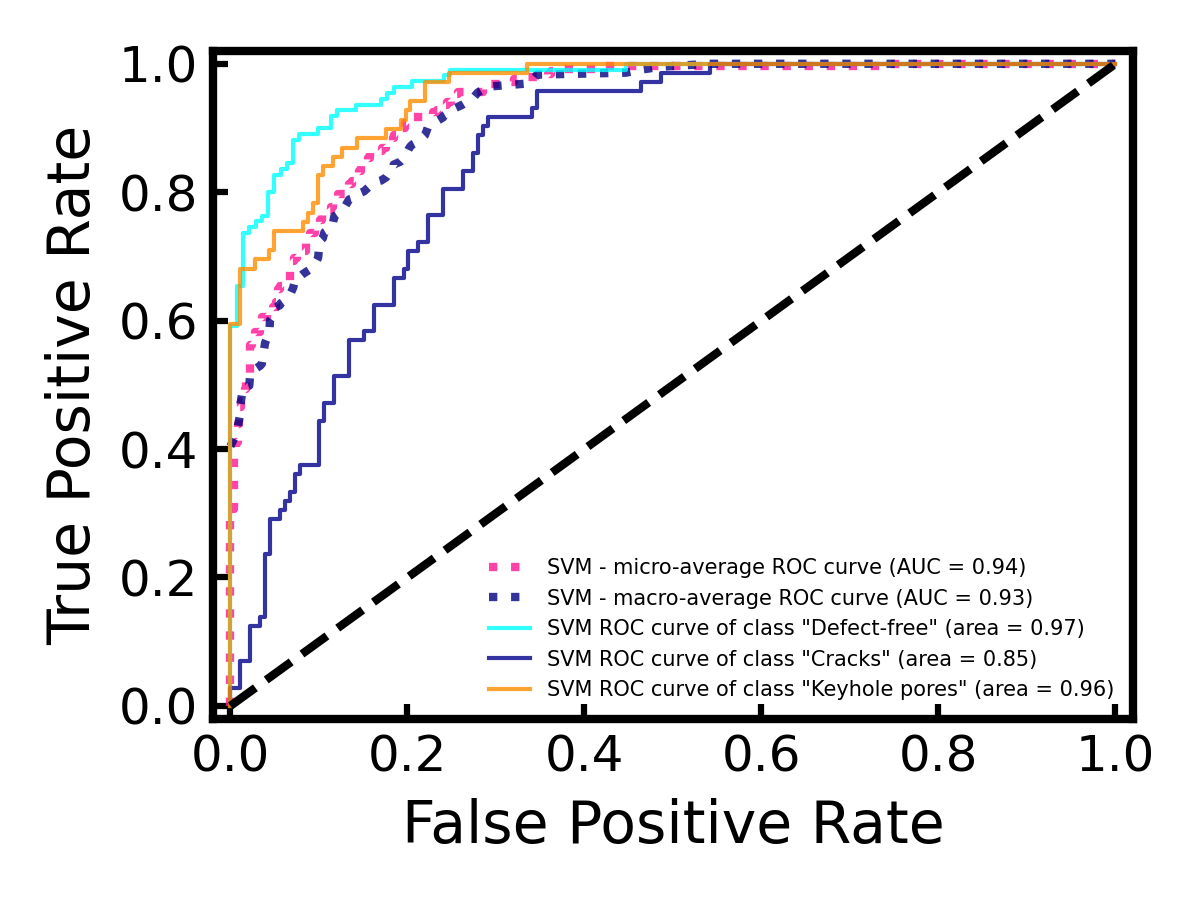 1.0
0.8
0.6
0.4
0.2
0.0
True Positive Rate
SVM - micro-average ROC curve (AUC = 0.94)
SVM - macro-average ROC curve (AUC = 0.93)
SVM ROC curve of class "Defect-free" (area = 0.97)
SVM ROC curve of class "Cracks" (area = 0.85)
SVM ROC curve of class "Keyhole pores" (area = 0.96)
0.0 0.2 0.4 0.6 0.8 1.0
False Positive Rate